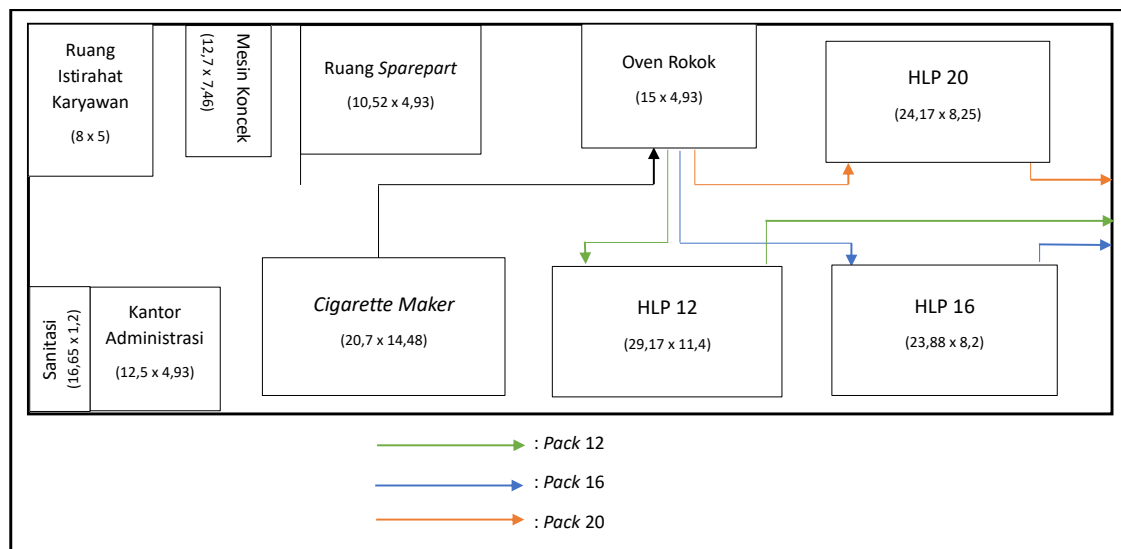 Ruang
Istirahat
Karyawan
(8 x 5)
Mesin Koncek
(12,7 x 7,46)
Ruang Sparepart
(10,52 x 4,93)
Oven Rokok
(15 x 4,93)
HLP 20
(24,17 x 8,25)
Sanitasi
(16,65 x 1,2)
Kantor
Administrasi
(12,5 x 4,93)
Cigarette Maker
(20,7 x 14,48)
HLP 12
(29,17 x 11,4)
HLP 16
(23,88 x 8,2)
: Pack 12
: Pack 16
: Pack 20